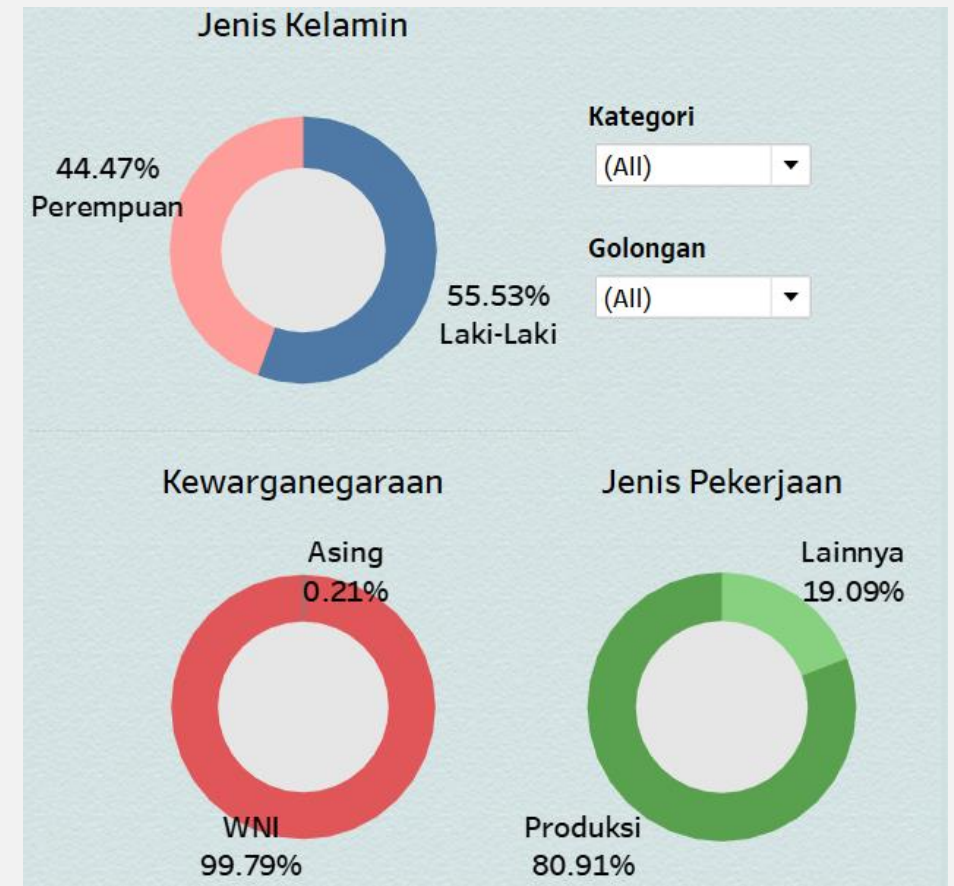 Jenis Kelamin
44.47%
Perempuan
55.53%
Laki-Laki
Kategori
(All)
Golongan
(All)
Kewarganegaraan
Asing
0.21%
WNI
99.79%
Jenis Pekerjaan
Lainnya
19.09%
Produksi
80.91%